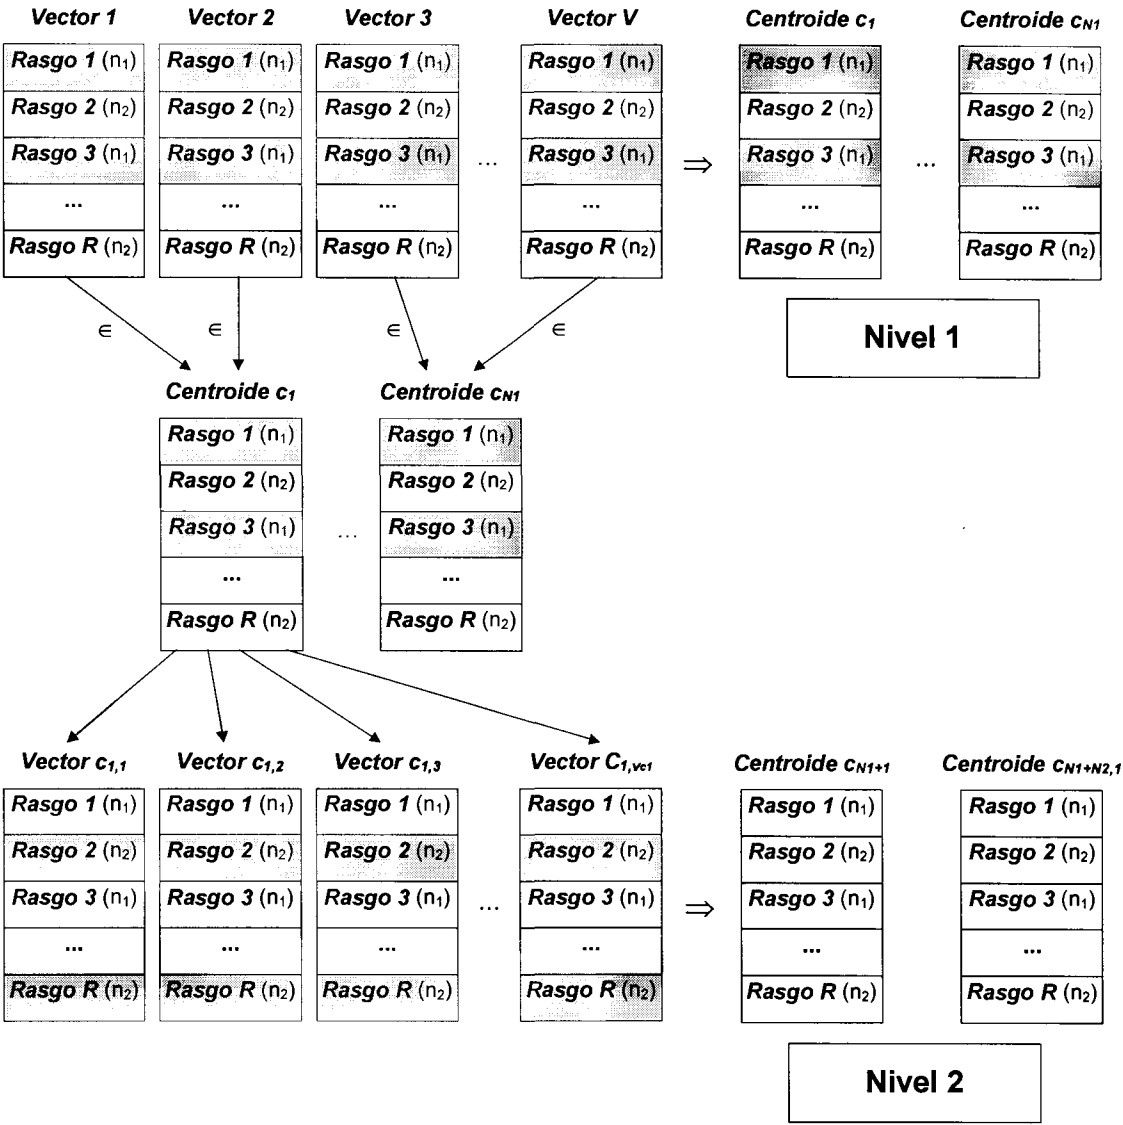 Vector 1 Vector 2 Vector 3 Vector V Centroide c1 Centroide cN1
Rasgo 1 (n1) Rasgo 1 (n1) Rasgo 1 (n1) Rasgo 1 (n1) Rasgo 1 (n1) Rasgo 1 (n1)
Rasgo 2 (n2) Rasgo 2 (n2) Rasgo 2 (n2) Rasgo 2 (n2) Rasgo 2 (n2) Rasgo 2 (n2)
Rasgo 3 (n1) Rasgo 3 (n1) Rasgo 3 (n1) ... Rasgo 3 (n1) ⇒ Rasgo 3 (n1) ... Rasgo 3 (n1)
... ... ... ... ... ...
Rasgo R (n2) Rasgo R (n2) Rasgo R (n2) Rasgo R (n2) Rasgo R (n2) Rasgo R (n2)
∈ ∈ ∈ ∈
Nivel 1
Centroide c1 Centroide cN1
Rasgo 1 (n1) Rasgo 1 (n1)
Rasgo 2 (n2) Rasgo 2 (n2)
Rasgo 3 (n1) ... Rasgo 3 (n1)
... ...
Rasgo R (n2) Rasgo R (n2)
Vector c1,1 Vector c1,2 Vector c1,3 Vector C1,vc1 Centroide cN1+1 Centroide cN1+N2,1
Rasgo 1 (n1) Rasgo 1 (n1) Rasgo 1 (n1) Rasgo 1 (n1) Rasgo 1 (n1) Rasgo 1 (n1)
Rasgo 2 (n2) Rasgo 2 (n2) Rasgo 2 (n2) Rasgo 2 (n2) Rasgo 2 (n2) Rasgo 2 (n2)
Rasgo 3 (n1) Rasgo 3 (n1) Rasgo 3 (n1) ... Rasgo 3 (n1) ⇒ Rasgo 3 (n1) Rasgo 3 (n1)
... ... ... ... ... ...
Rasgo R (n2) Rasgo R (n2) Rasgo R (n2) Rasgo R (n2) Rasgo R (n2) Rasgo R (n2)
Nivel 2